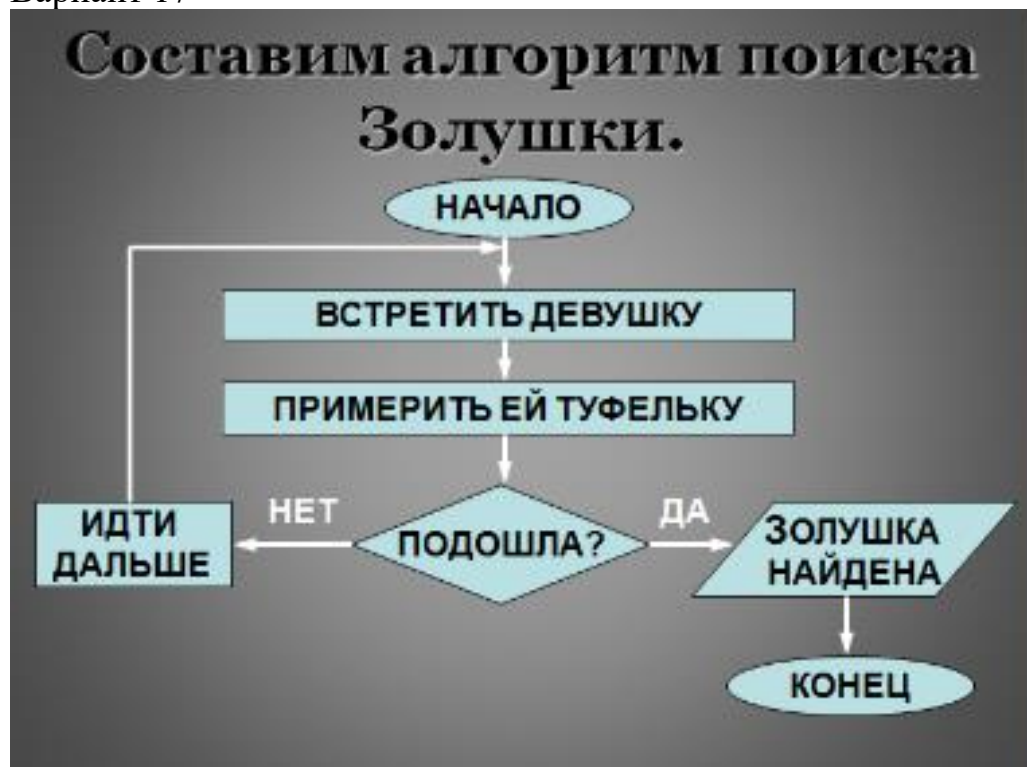 Составим алгоритм поиска
Золушки.
НАЧАЛО
ВСТРЕТИТЬ ДЕВУШКУ
ПРИМЕРИТЬ ЕЙ ТУФЕЛЬКУ
ПОДОШЛА?
НЕТ
ИДТИ
ДАЛЬШЕ
ДА
ЗОЛУШКА
НАЙДЕНА
КОНЕЦ